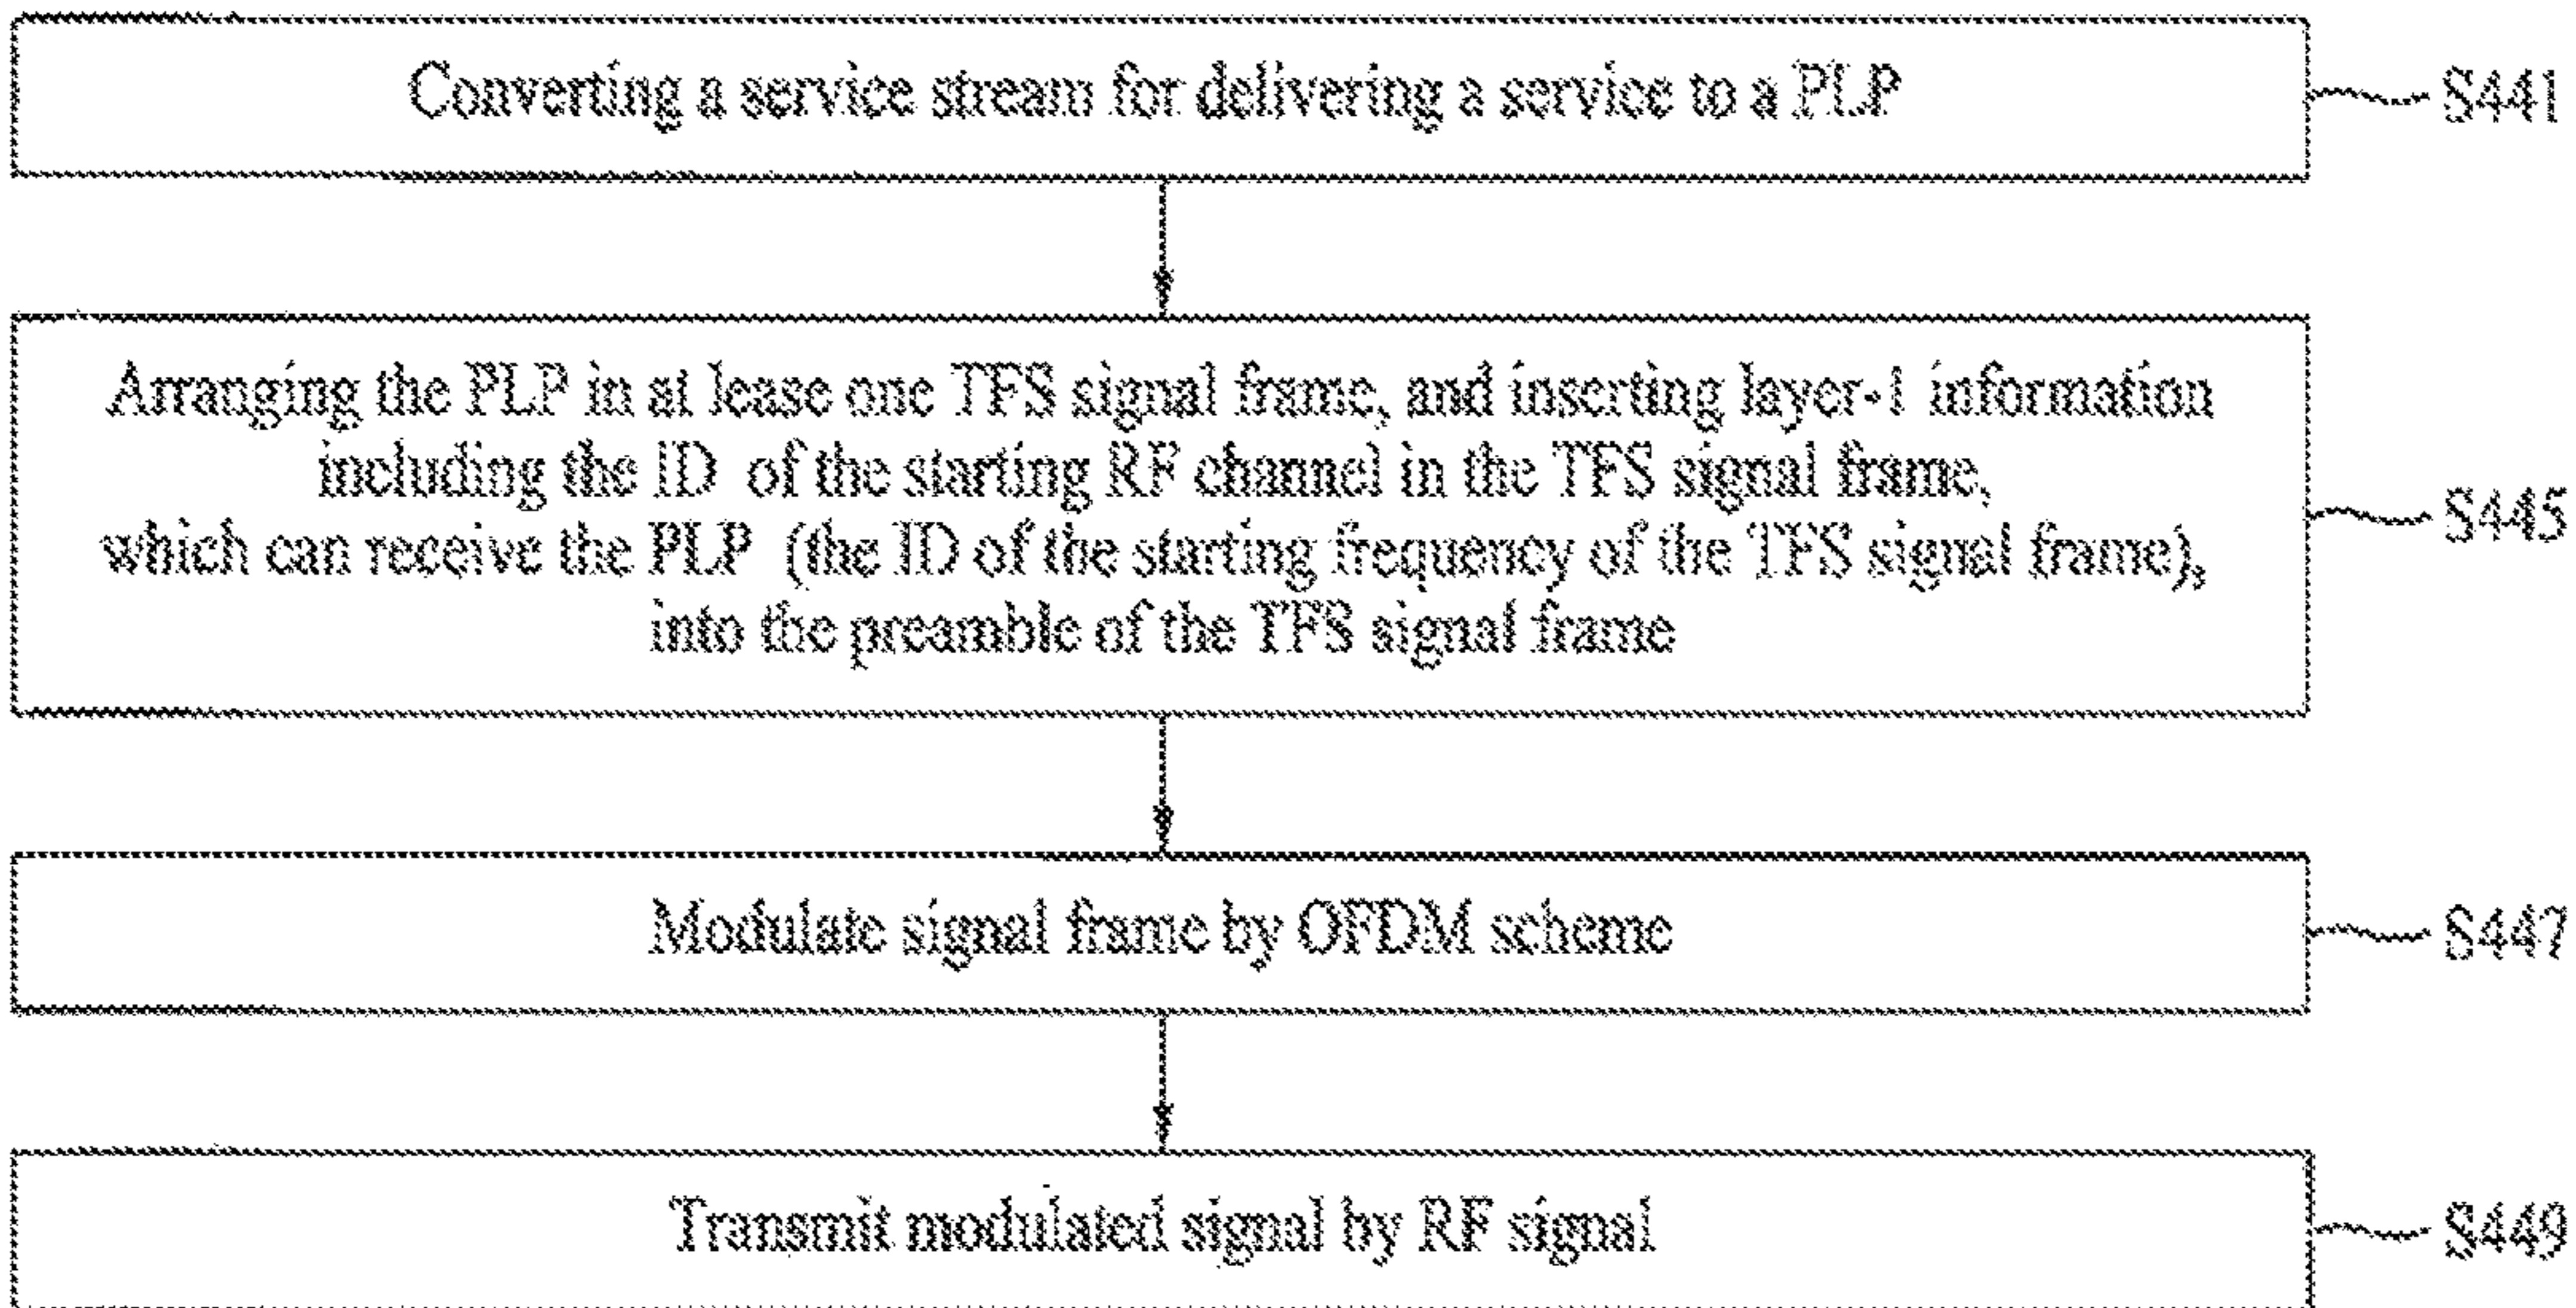 Converting a service stream for delivering a service to a PLP
S441
Arranging the PLP in at lease one TFS signal frame, and inserting layer-1 information
including the ID of the starting RF channel in the TFS signal frame,
which can receive the PLP (the ID of the starting frequency of the TFS signal frame),
into the preamble of the TFS signal frame
S445
Modulate signal frame by OFDM scheme
S447
Transmit modulated signal by RF signal
S449